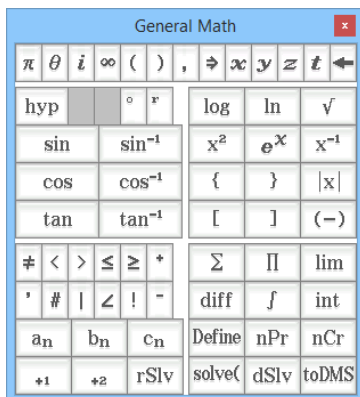 General Math x
π θ i ∞ ( ) , ⇒ x y z t ←
hyp ° r log ln √
sin sin⁻¹ x² eˣ x⁻¹
cos cos⁻¹ { } |x|
tan tan⁻¹ [ ] (−)
≠ < > ≤ ≥ ⁺ Σ Π lim
' # | ∠ ! ⁻ diff ∫ int
aₙ bₙ cₙ Define nPr nCr
+1 +2 rSlv solve( dSlv toDMS